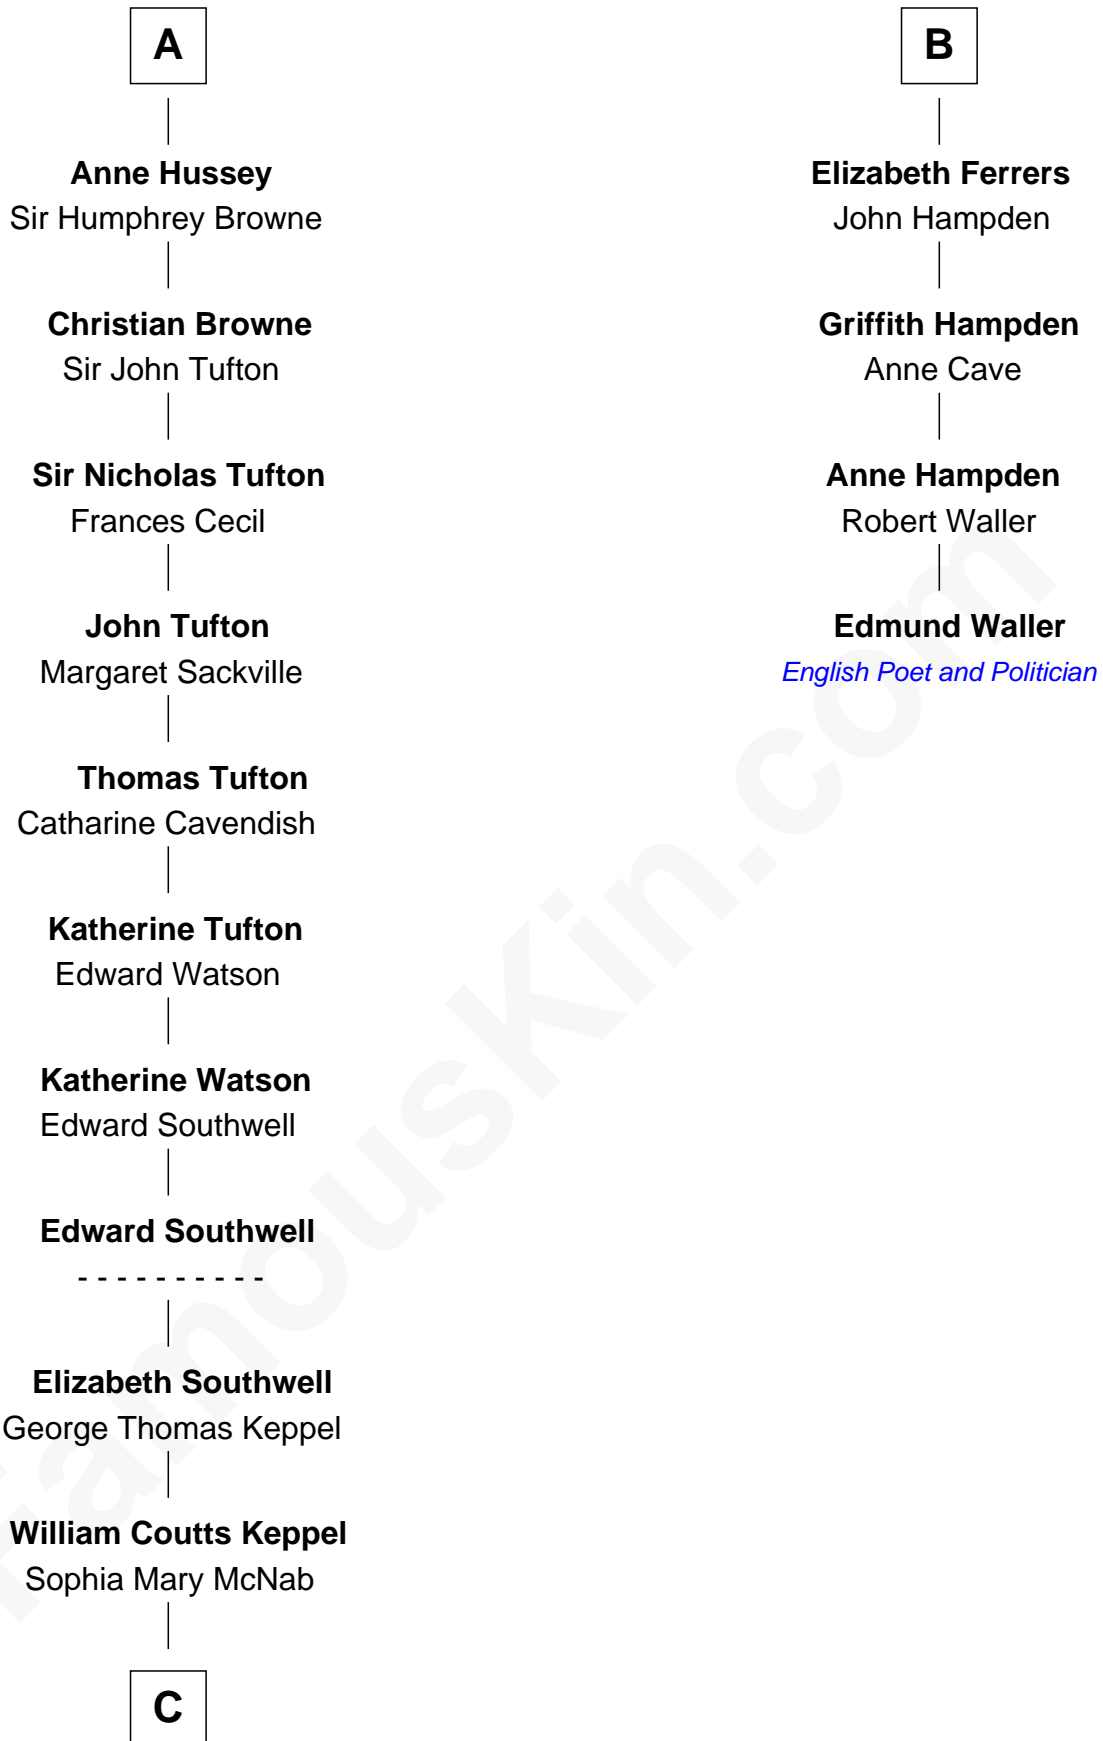 A
Anne Hussey
Sir Humphrey Browne
Christian Browne
Sir John Tufton
Sir Nicholas Tufton
Frances Cecil
John Tufton
Margaret Sackville
Thomas Tufton
Catharine Cavendish
Katherine Tufton
Edward Watson
Katherine Watson
Edward Southwell
Edward Southwell
- - - - - - - - - -
Elizabeth Southwell
George Thomas Keppel
William Coutts Keppel
Sophia Mary McNab
C
B
Elizabeth Ferrers
John Hampden
Griffith Hampden
Anne Cave
Anne Hampden
Robert Waller
Edmund Waller
English Poet and Politician
FamousKin.com